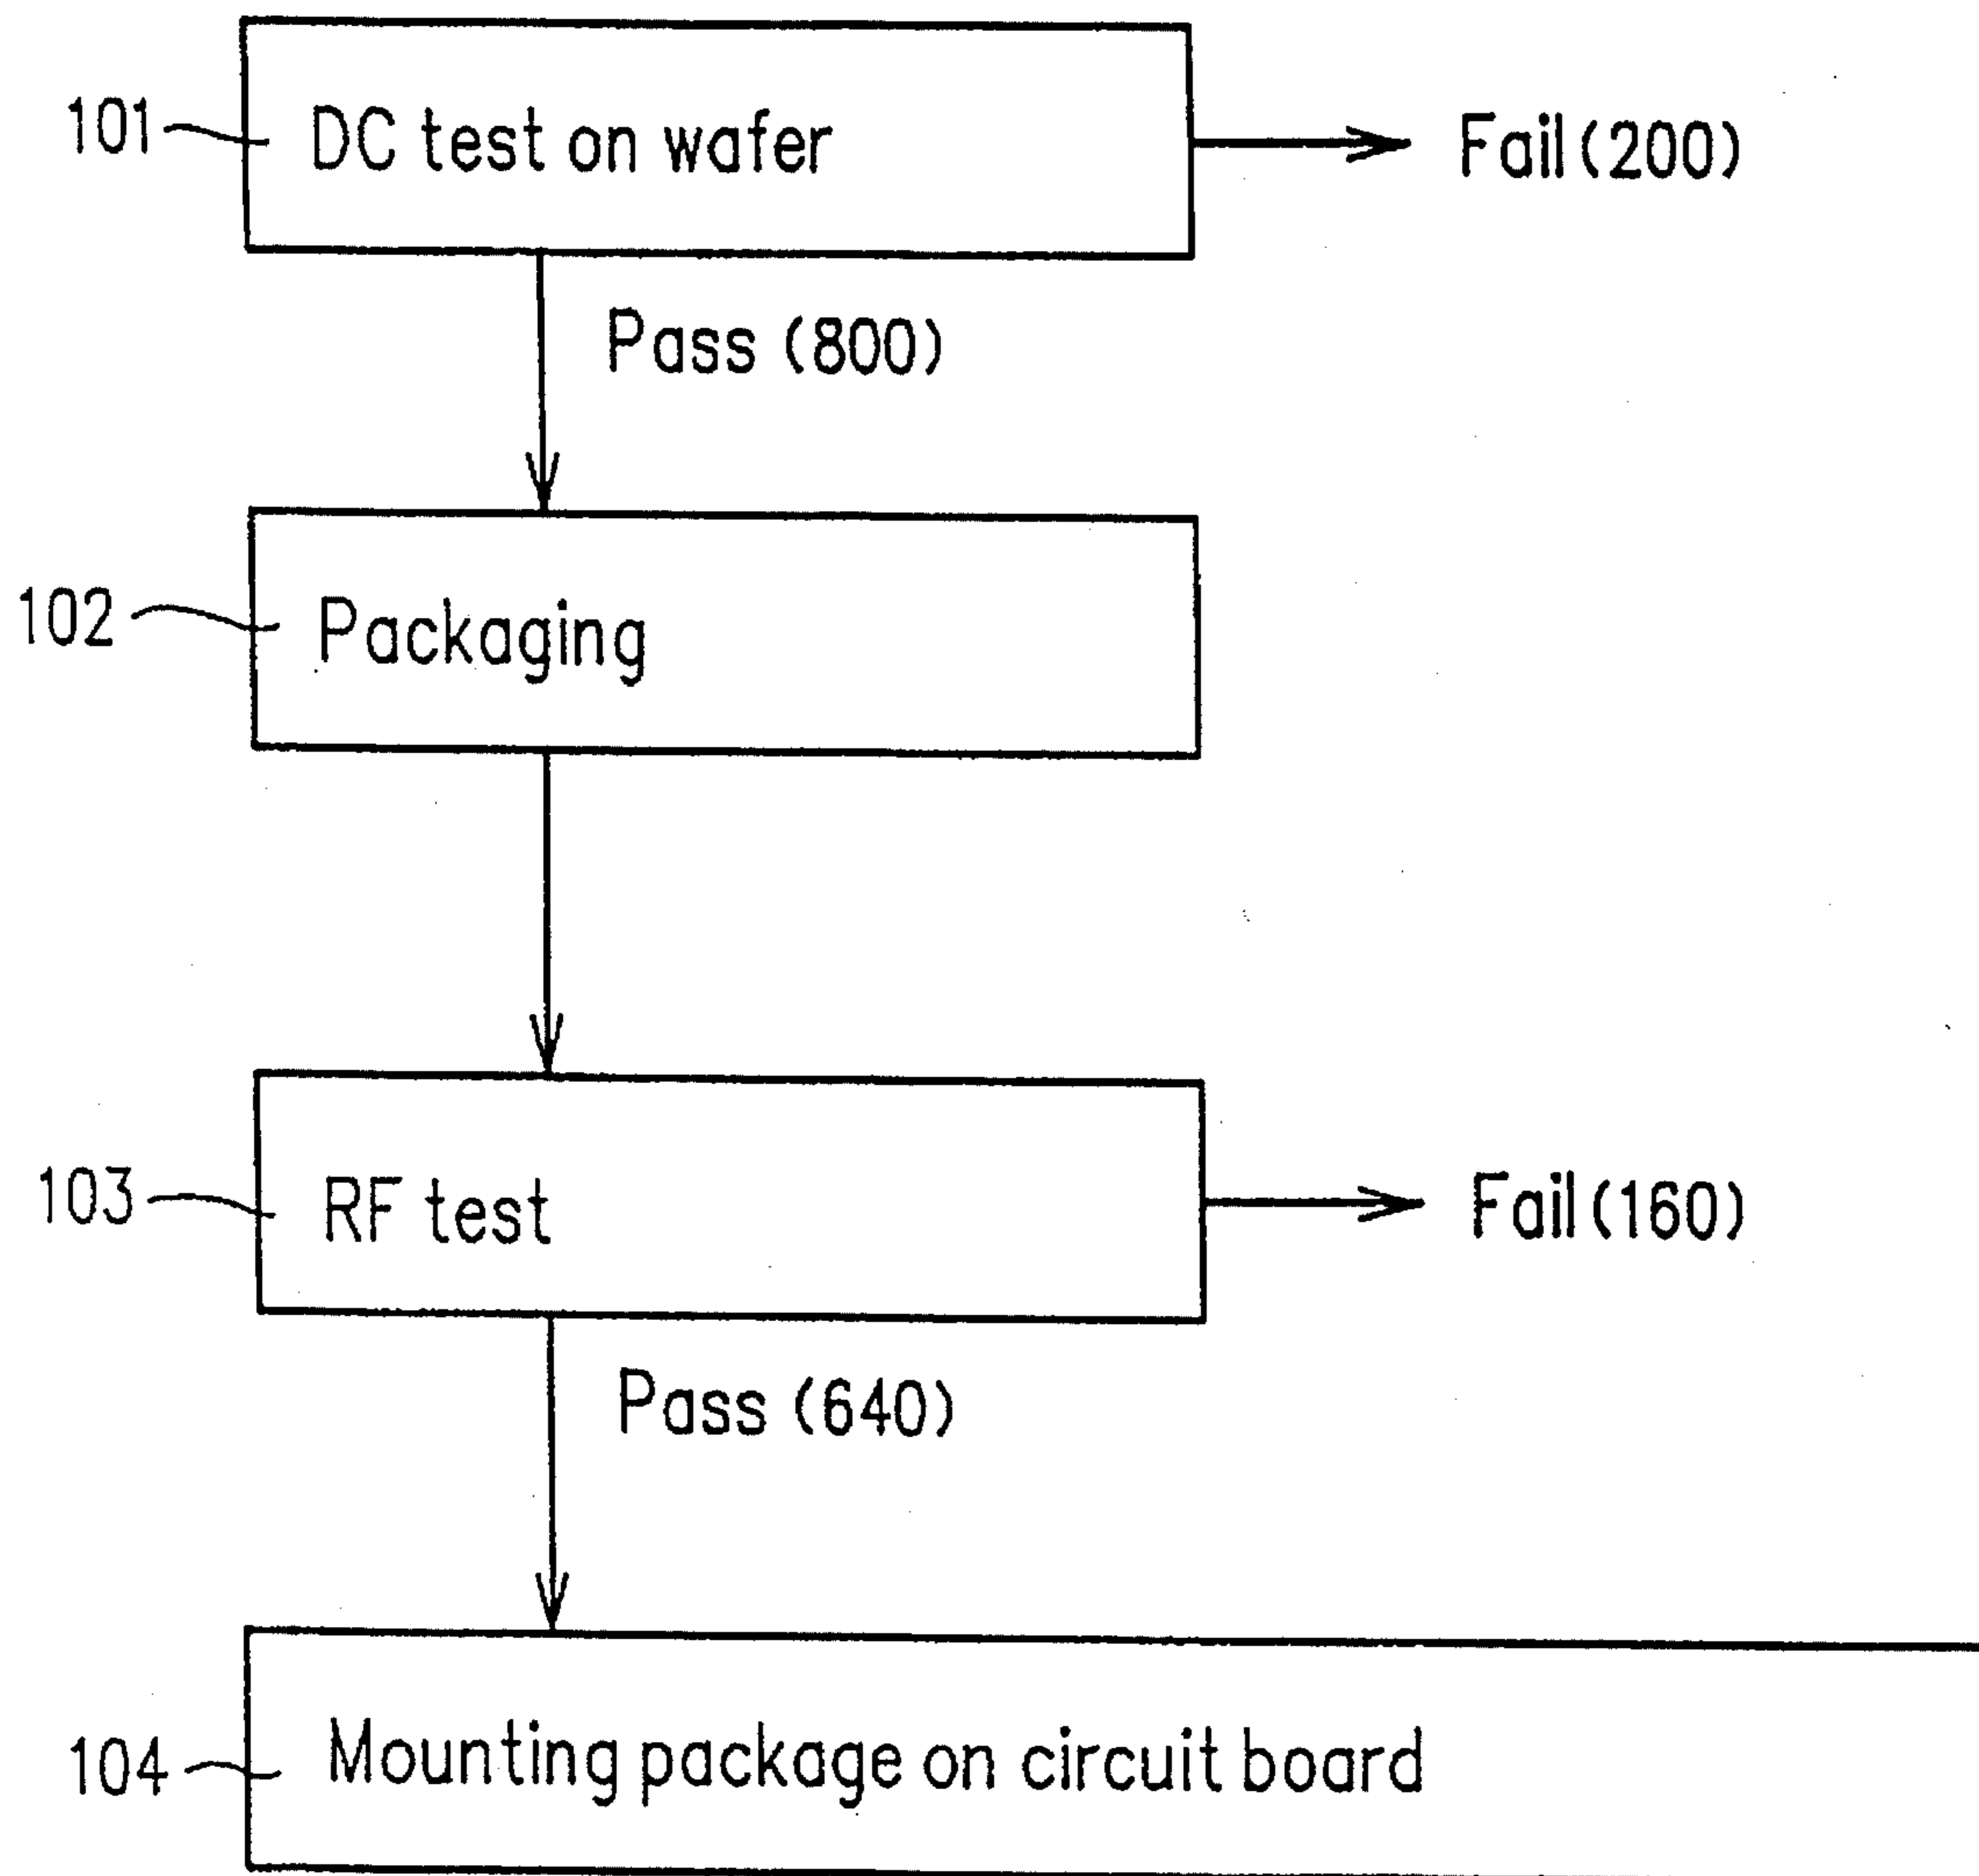 101 DC test on wafer Fail(200)
Pass (800)
102 Packaging
103 RF test Fail(160)
Pass (640)
104 Mounting package on circuit board